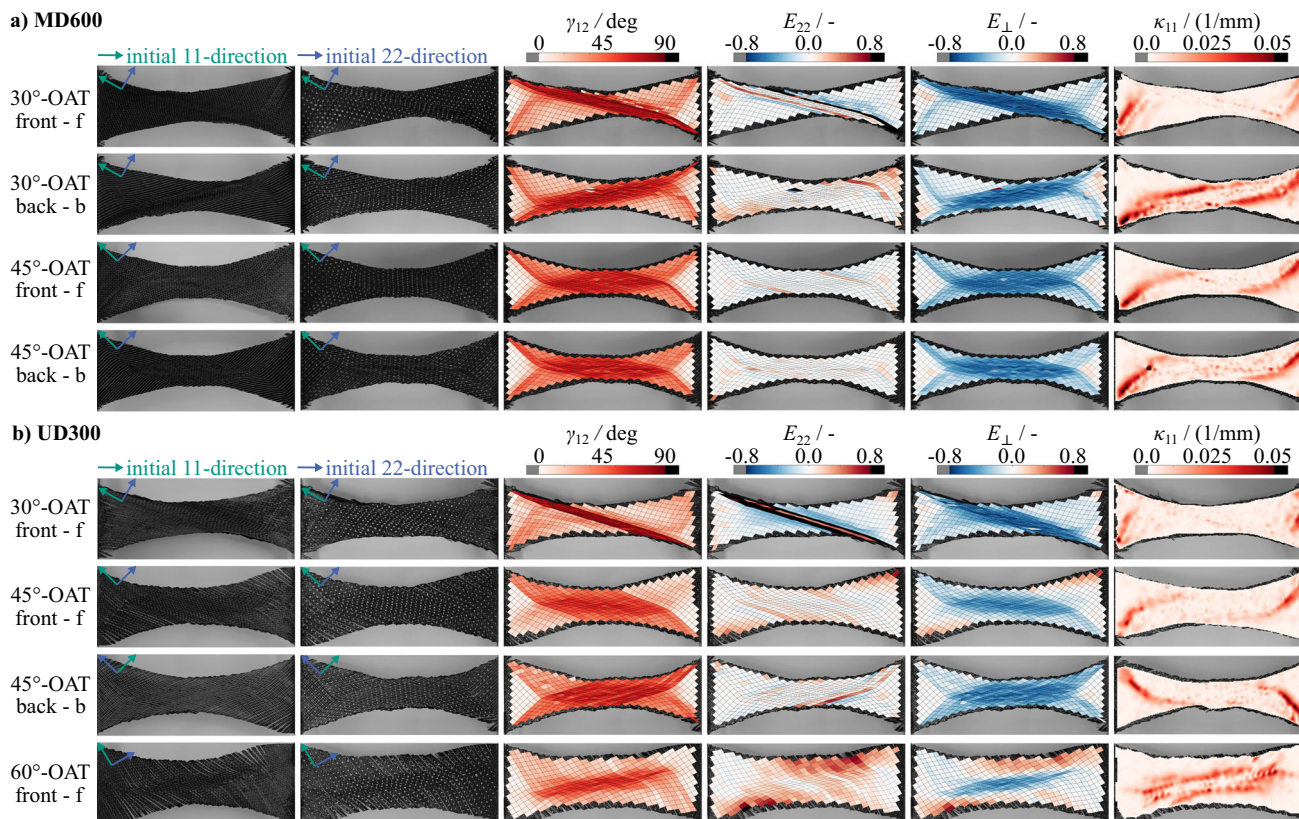 a) MD600
γ₁₂ / deg E₂₂ / - E⊥ / - κ₁₁ / (1/mm)
initial 11-direction initial 22-direction 0 45 90 -0.8 0.0 0.8 -0.8 0.0 0.8 0.0 0.025 0.05
30°-OAT
front - f
30°-OAT
back - b
45°-OAT
front - f
45°-OAT
back - b
b) UD300
γ₁₂ / deg E₂₂ / - E⊥ / - κ₁₁ / (1/mm)
initial 11-direction initial 22-direction 0 45 90 -0.8 0.0 0.8 -0.8 0.0 0.8 0.0 0.025 0.05
30°-OAT
front - f
45°-OAT
front - f
45°-OAT
back - b
60°-OAT
front - f